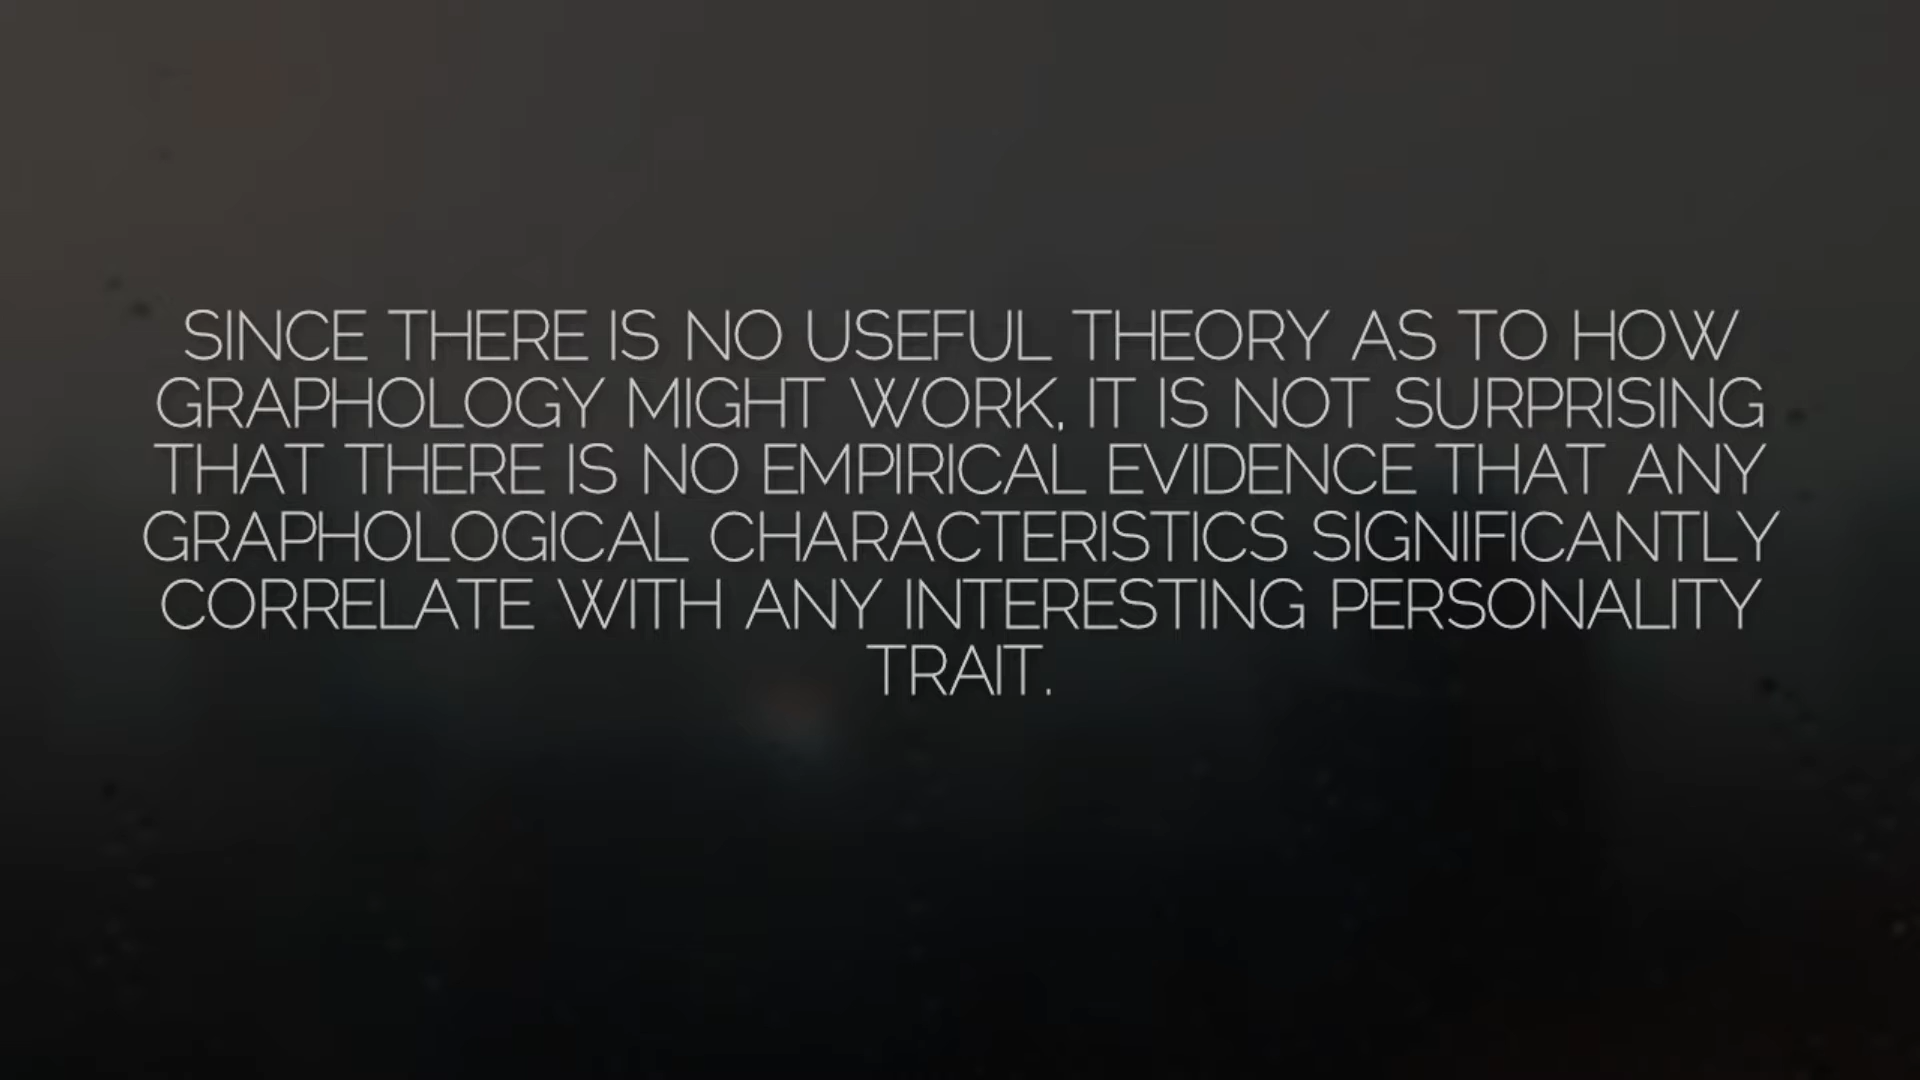 SINCE THERE IS NO USEFUL THEORY AS TO HOW
GRAPHOLOGY MIGHT WORK, IT IS NOT SURPRISING
THAT THERE IS NO EMPIRICAL EVIDENCE THAT ANY
GRAPHOLOGICAL CHARACTERISTICS SIGNIFICANTLY
CORRELATE WITH ANY INTERESTING PERSONALITY
TRAIT.